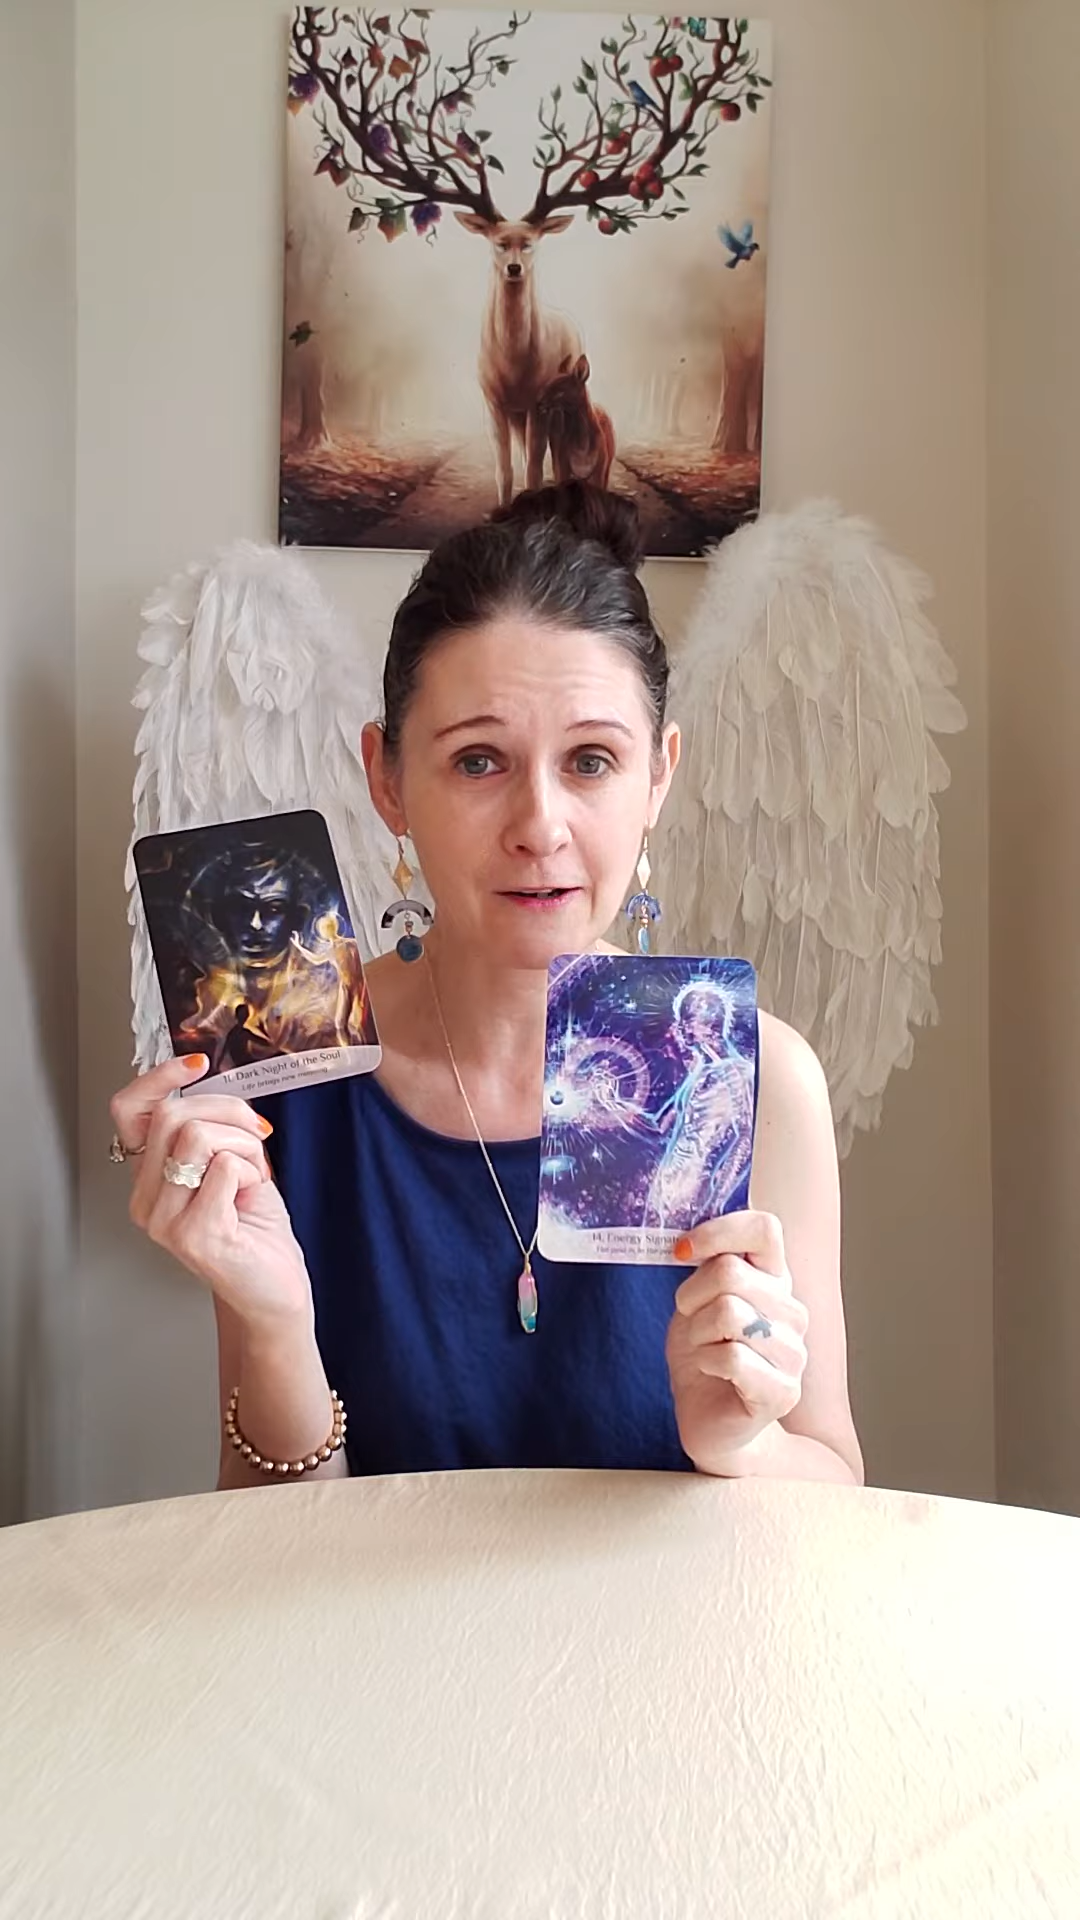 11. Dark Night of the Soul
Life brings new meaning
14. Energy Signat